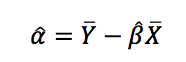 α̂ = Ȳ − β̂X̄